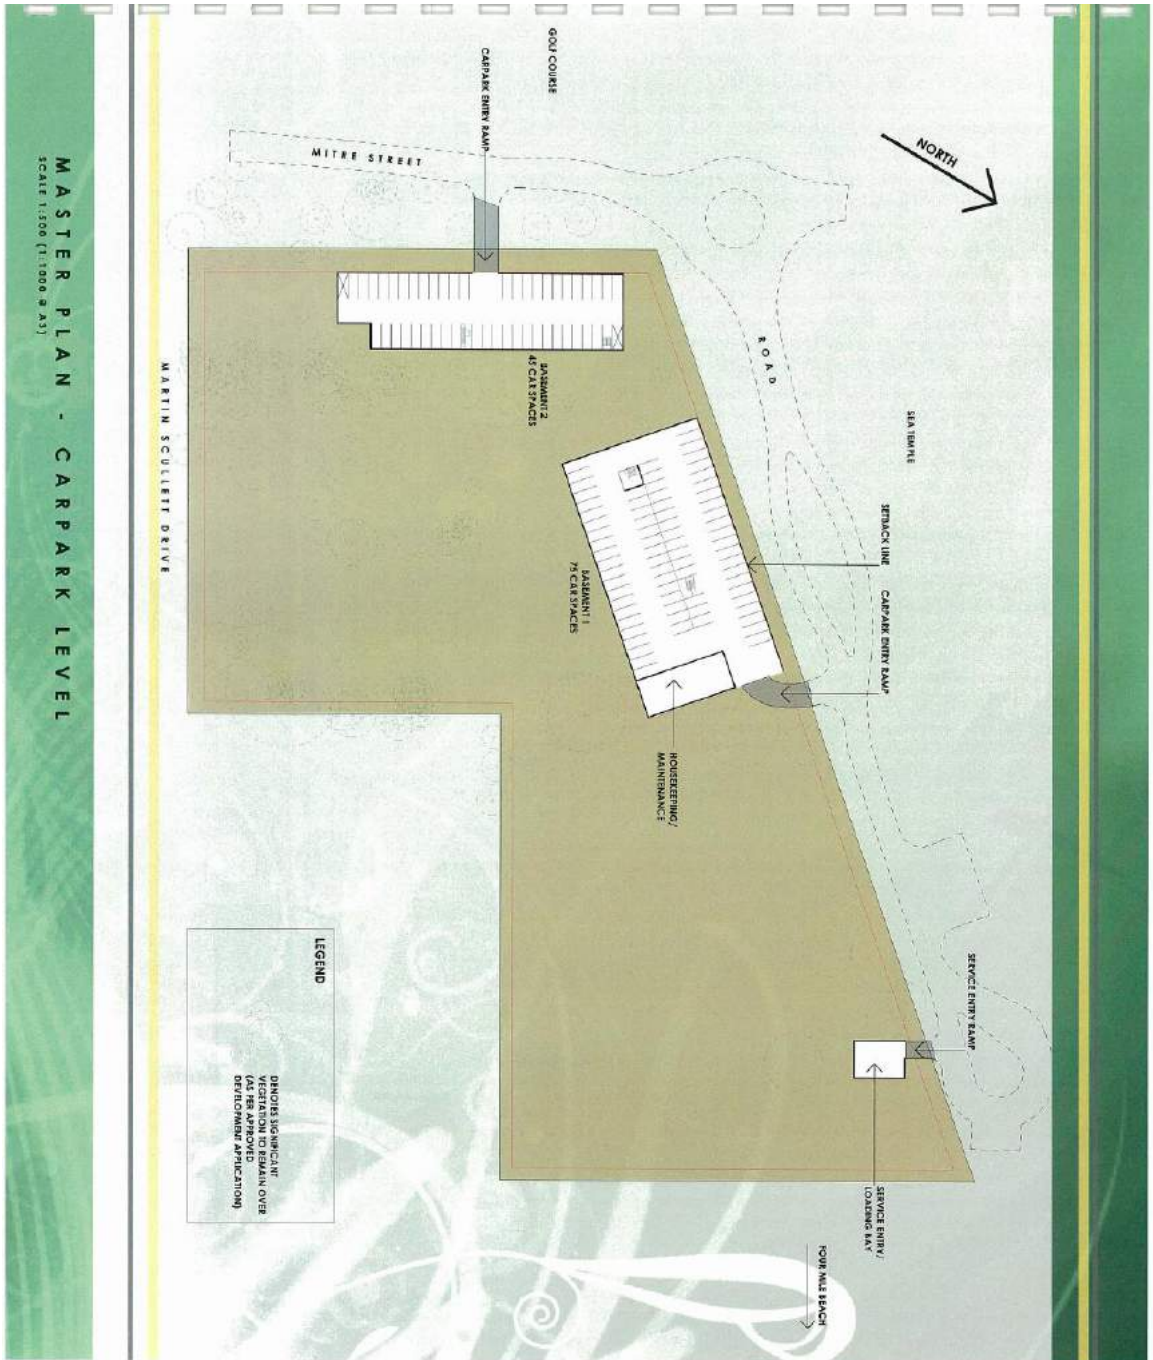 MASTER PLAN - CARPARK LEVEL
SCALE 1:500 (1:1000 @ A3)
GOLF COURSE
CARPARK ENTRY RAMP
MITRE STREET
NORTH
ROAD
SEA TEMPLE
SETBACK LINE
CARPARK ENTRY RAMP
BASEMENT 2
45 CAR SPACES
BASEMENT 1
75 CAR SPACES
HOUSEKEEPING/
MAINTENANCE
MARTIN SCULLETT DRIVE
SERVICE ENTRY RAMP
SERVICE ENTRY/
LOADING BAY
FOUR MILE BEACH
LEGEND
DENOTES SIGNIFICANT
VEGETATION TO REMAIN OVER
(AS PER APPROVED
DEVELOPMENT APPLICATION)